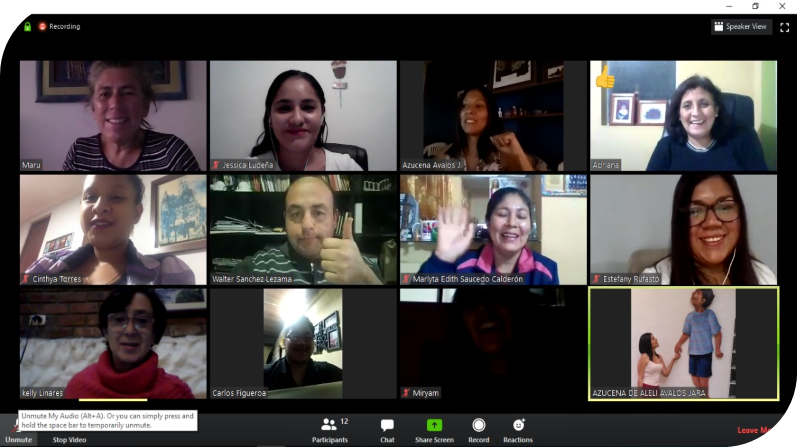 Recording
Speaker View
Maru
Jessica Ludeña
Azucena Avalos J.
Adriana
Cinthya Torres
Walter Sanchez Lezama
Marlyta Edith Saucedo Calderón
Estefany Rufasto
kelly Linares
Carlos Figueroa
Miryam
AZUCENA DE ALELI AVALOS JARA
Unmute My Audio (Alt+A). Or you can simply press and
hold the space bar to temporarily unmute.
12
Unmute
Stop Video
Participants
Chat
Share Screen
Record
Reactions
Leave